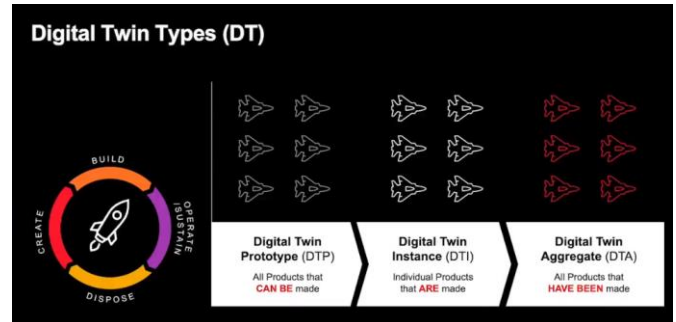 Digital Twin Types (DT)
BUILD
CREATE
OPERATE
/SUSTAIN
DISPOSE
Digital Twin
Prototype (DTP)
All Products that
CAN BE made
Digital Twin
Instance (DTI)
Individual Products
that ARE made
Digital Twin
Aggregate (DTA)
All Products that
HAVE BEEN made